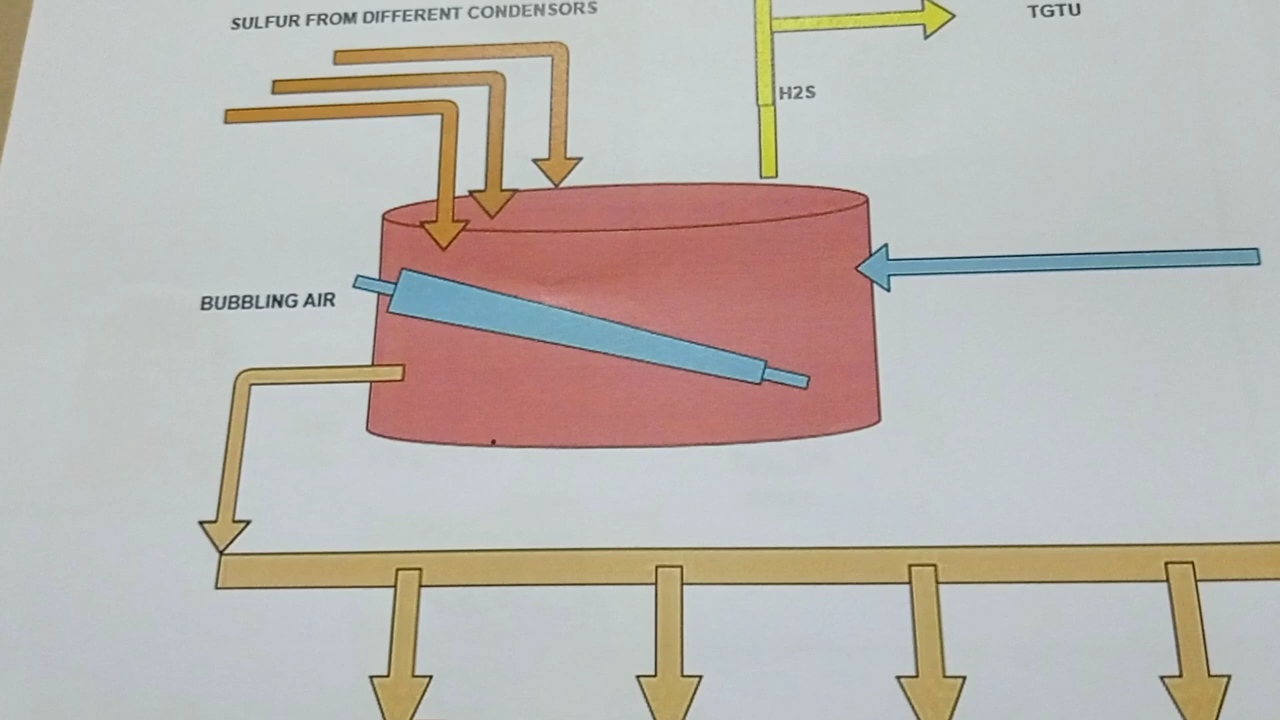 SULFUR FROM DIFFERENT CONDENSORS
TGTU
H2S
BUBBLING AIR